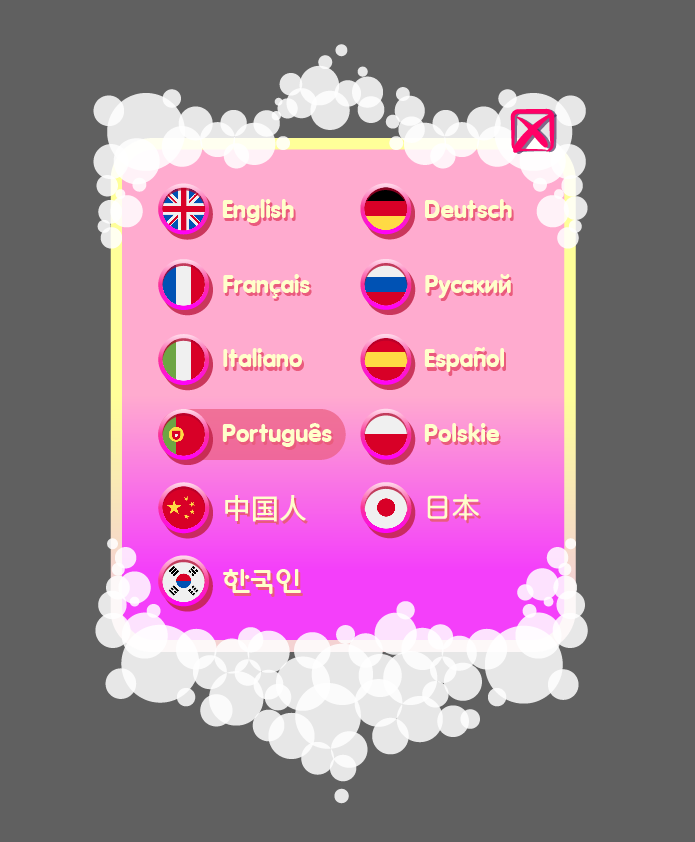 English
Deutsch
Français
Русский
Italiano
Español
Português
Polskie
中国人
日本
한국인